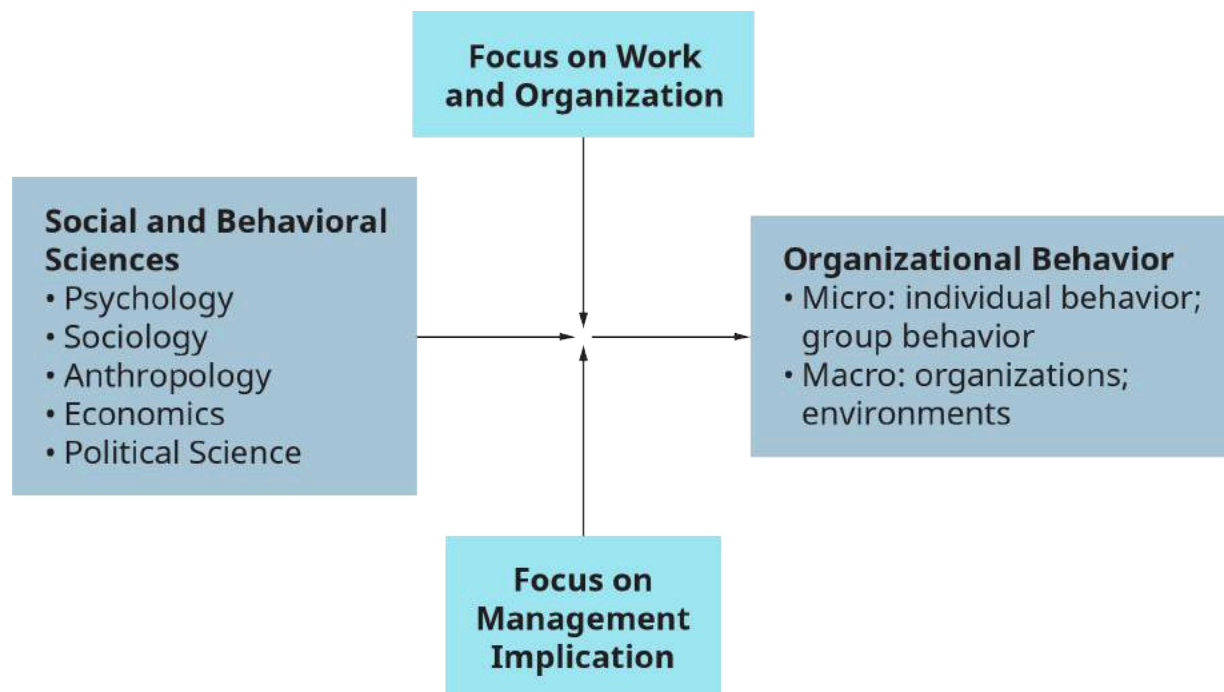 Focus on Work
and Organization
Social and Behavioral
Sciences
• Psychology
• Sociology
• Anthropology
• Economics
• Political Science
Organizational Behavior
• Micro: individual behavior;
group behavior
• Macro: organizations;
environments
Focus on
Management
Implication